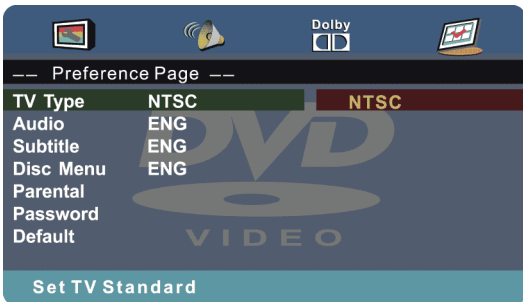 Dolby
-- Preference Page --
TV Type NTSC NTSC
Audio ENG
Subtitle ENG
Disc Menu ENG
Parental
Password
Default
DVD
VIDEO
Set TV Standard